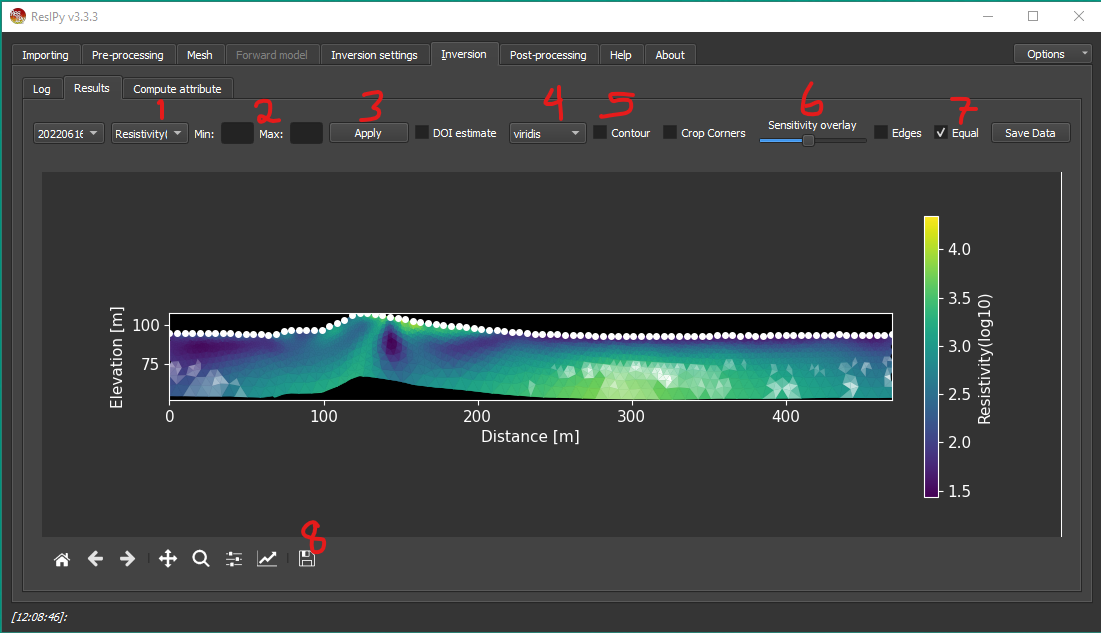 ResIPy v3.3.3
Importing Pre-processing Mesh Forward model Inversion settings Inversion Post-processing Help About Options
Log Results Compute attribute
1 2 3 4 5 6 7
Sensitivity overlay
20220616 Resistivity( Min: Max: Apply DOI estimate viridis Contour Crop Corners Edges Equal Save Data
4.0
3.5
3.0
2.5
2.0
1.5
Resistivity(log10)
Elevation [m]
100
75
0 100 200 300 400
Distance [m]
8
[12:08:46]: